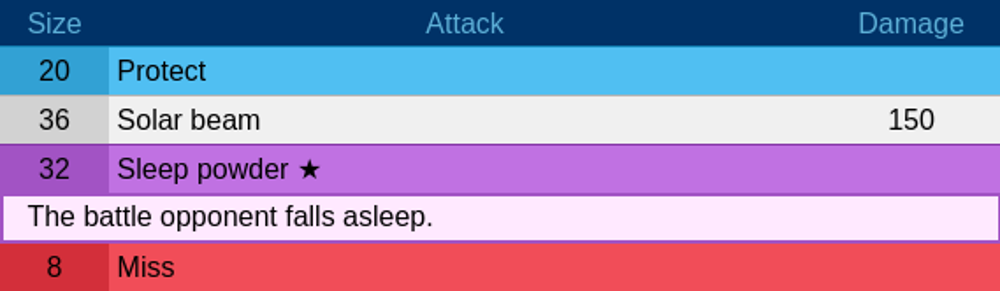 Size Attack Damage
20 Protect
36 Solar beam 150
32 Sleep powder ★
The battle opponent falls asleep.
8 Miss